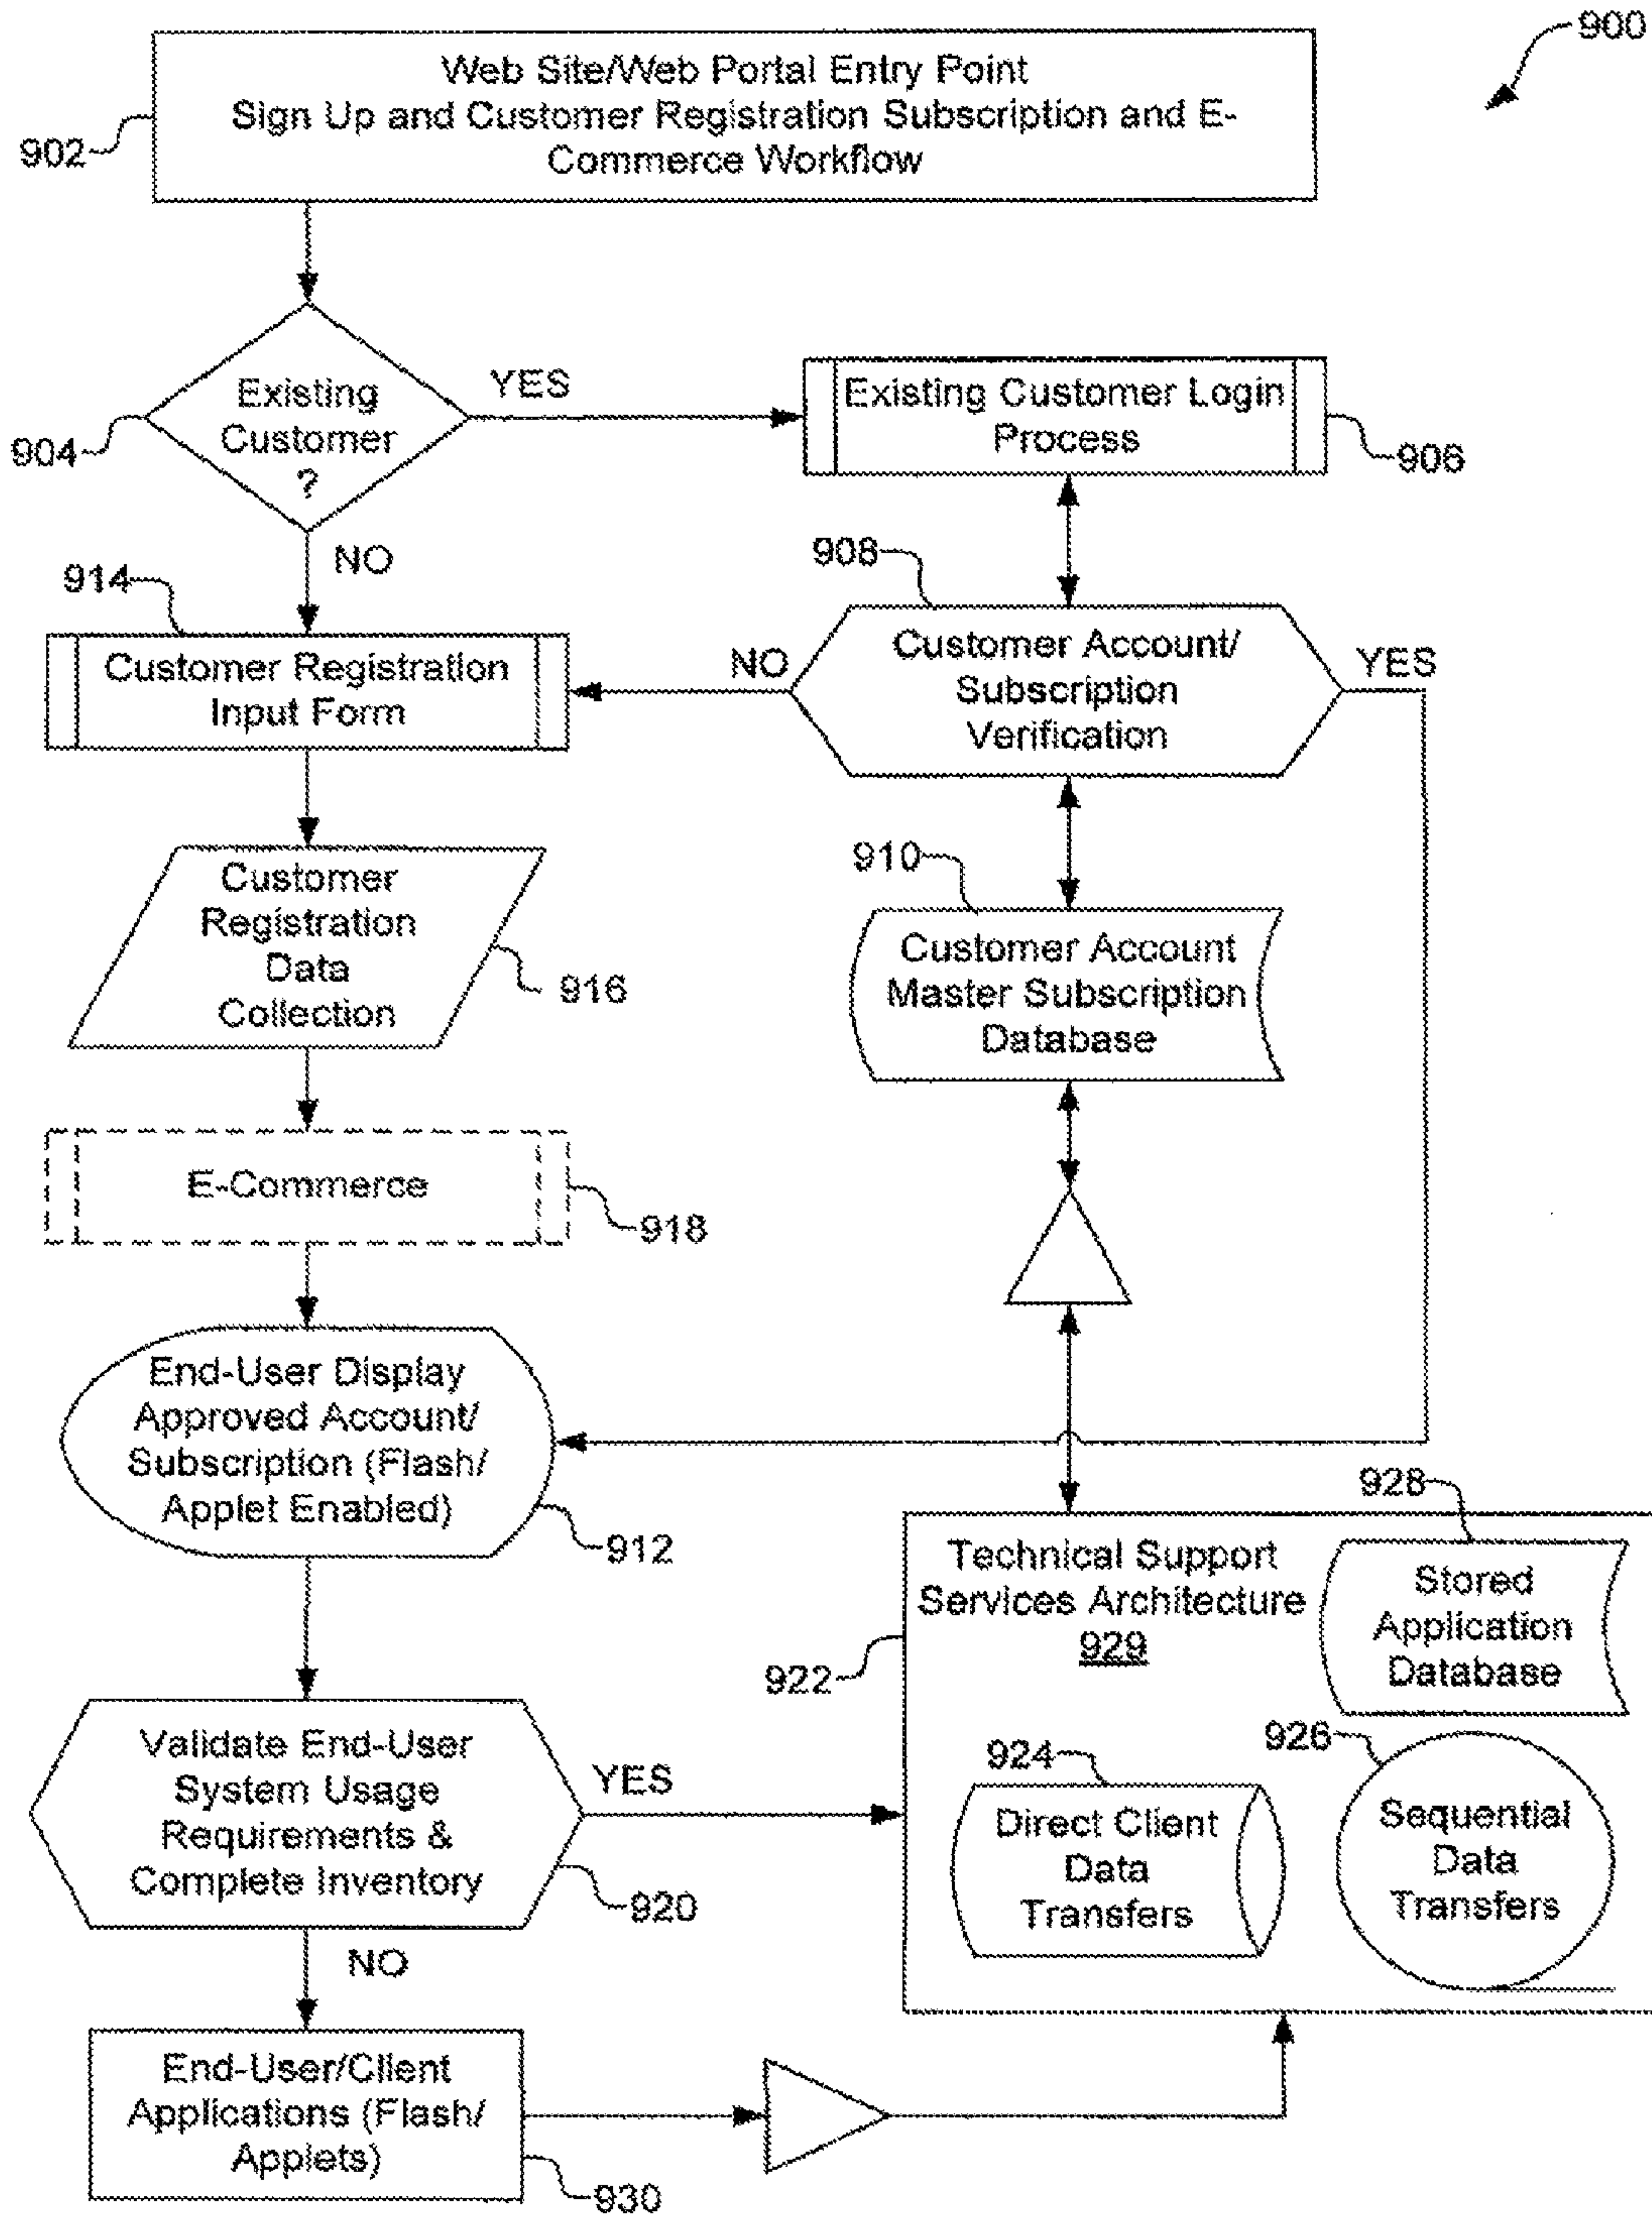 900
Web Site/Web Portal Entry Point
Sign Up and Customer Registration Subscription and E-
Commerce Workflow
902
Existing
Customer
?
904
YES
Existing Customer Login
Process
906
NO
914
Customer Registration
Input Form
908
NO
Customer Account/
Subscription
Verification
YES
Customer
Registration
Data
Collection
916
910
Customer Account
Master Subscription
Database
E-Commerce
918
End-User Display
Approved Account/
Subscription (Flash/
Applet Enabled)
912
Technical Support
Services Architecture
929
922
928
Stored
Application
Database
924
Direct Client
Data
Transfers
926
Sequential
Data
Transfers
Validate End-User
System Usage
Requirements &
Complete Inventory
920
YES
NO
End-User/Client
Applications (Flash/
Applets)
930